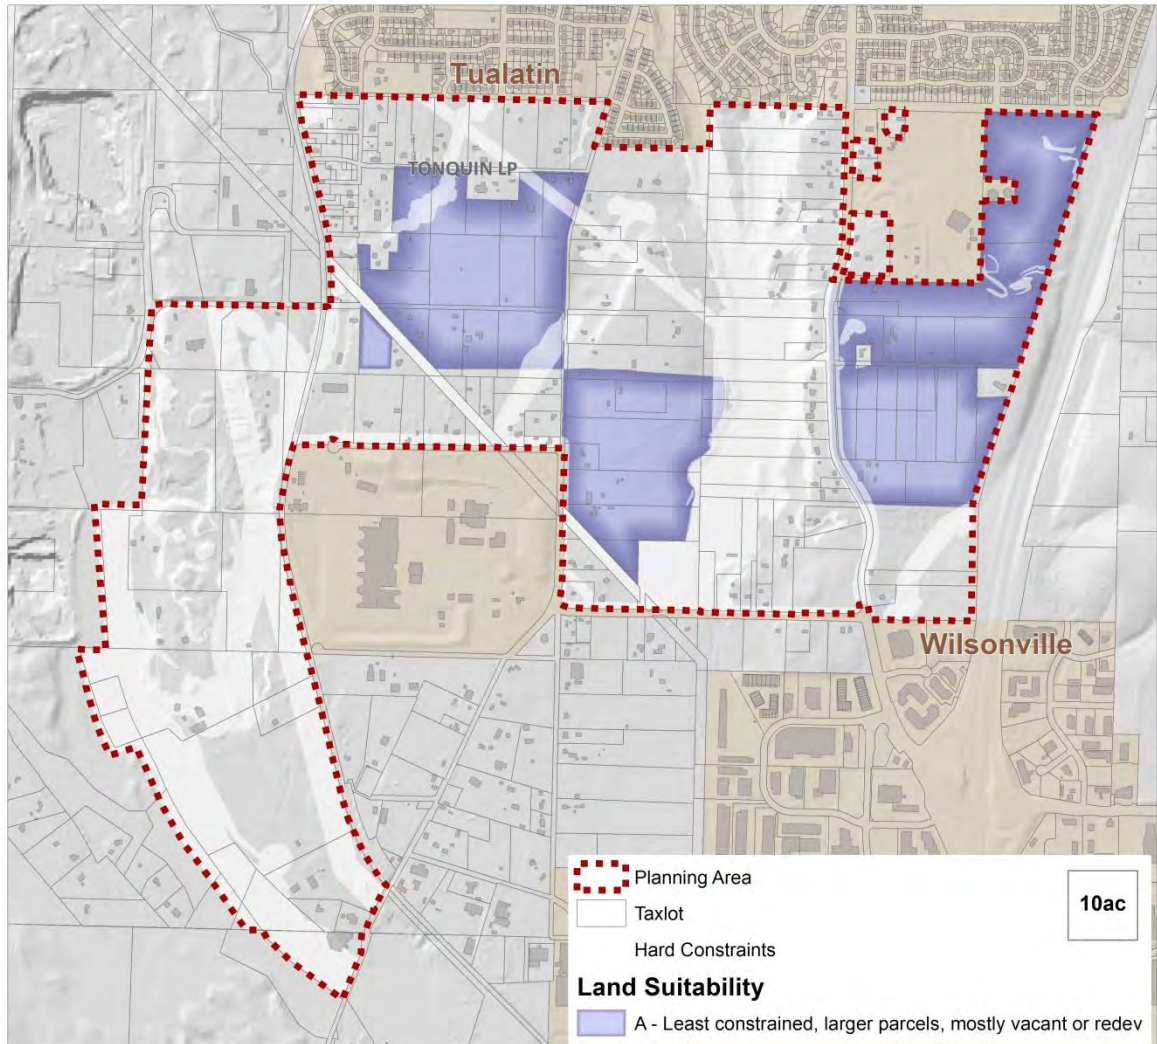 Tualatin
TONQUIN LP
Wilsonville
Planning Area
Taxlot
Hard Constraints
10ac
Land Suitability
A - Least constrained, larger parcels, mostly vacant or redev